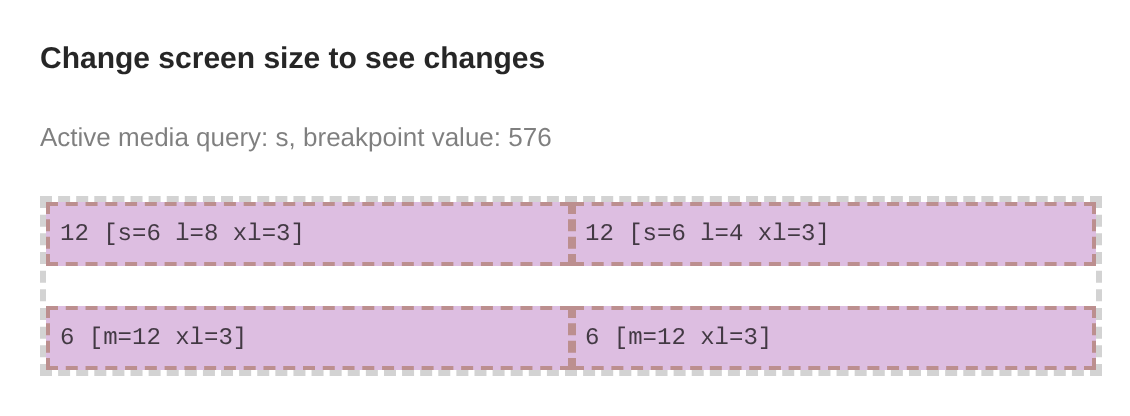 Change screen size to see changes
Active media query: s, breakpoint value: 576
12 [s=6 l=8 xl=3] 12 [s=6 l=4 xl=3]
6 [m=12 xl=3] 6 [m=12 xl=3]